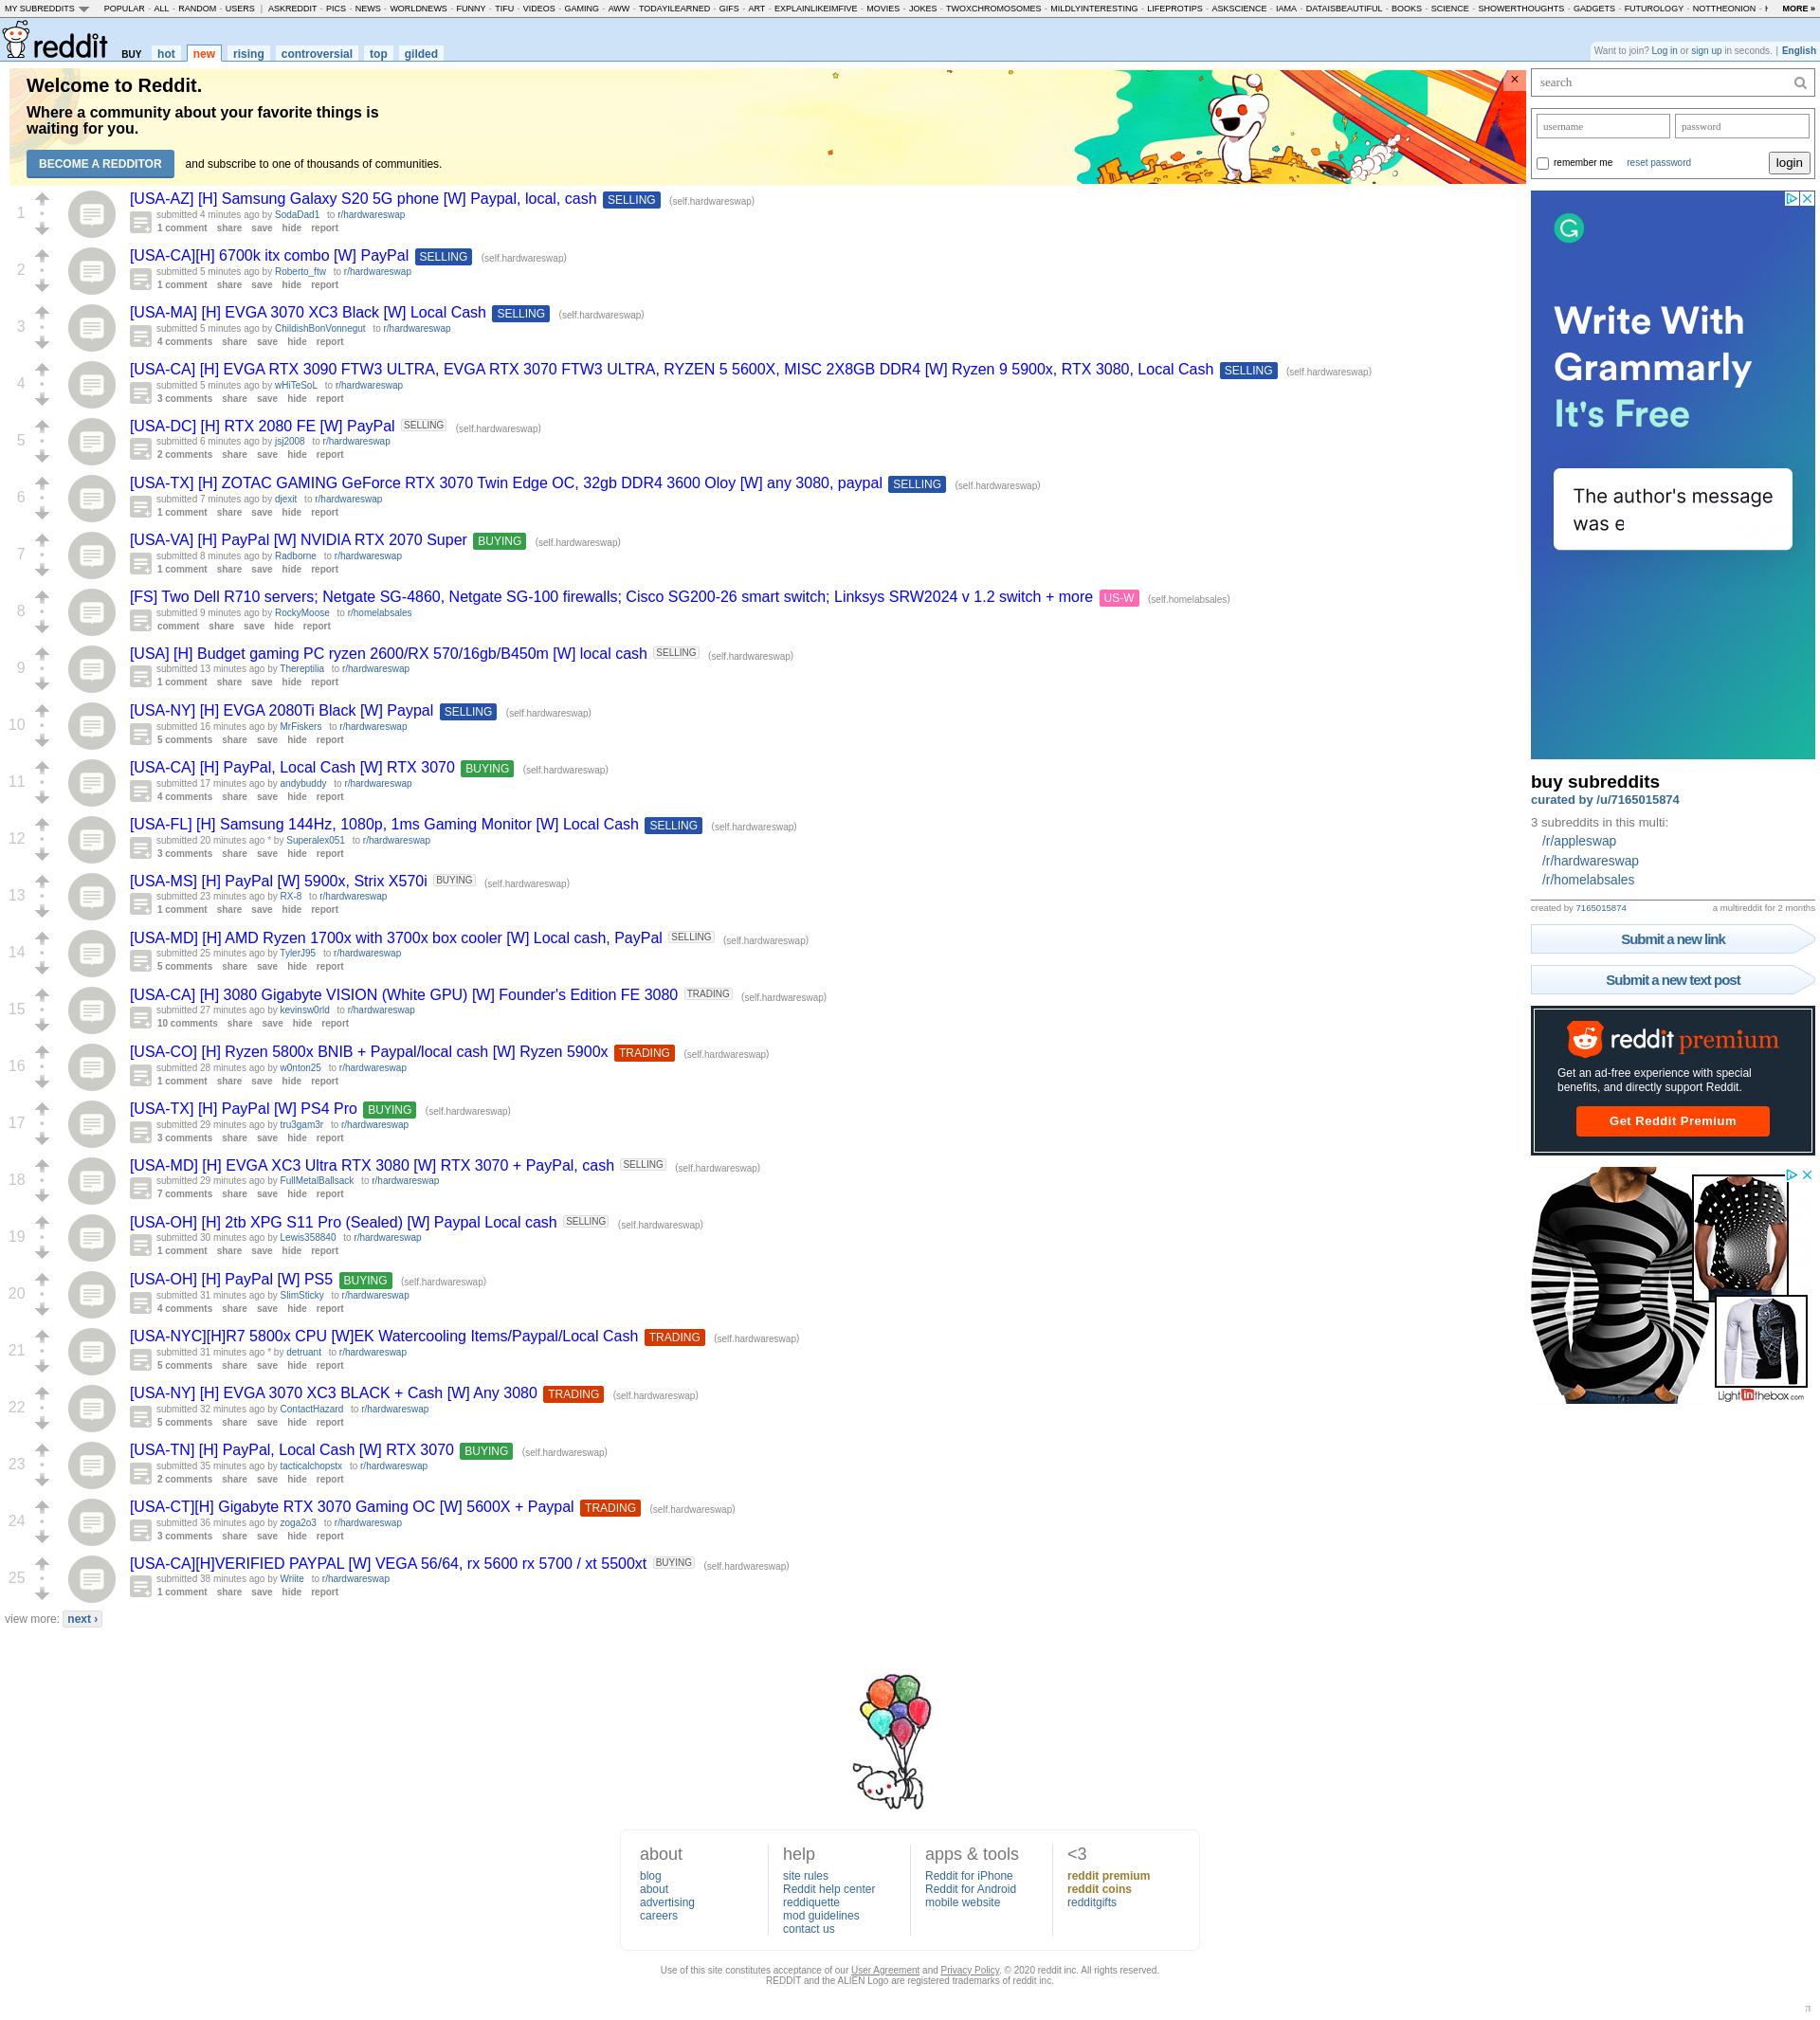 MY SUBREDDITS POPULAR - ALL - RANDOM - USERS | ASKREDDIT - PICS - NEWS - WORLDNEWS - FUNNY - TIFU - VIDEOS - GAMING - AWW - TODAYILEARNED - GIFS - ART - EXPLAINLIKEIMFIVE - MOVIES - JOKES - TWOXCHROMOSOMES - MILDLYINTERESTING - LIFEPROTIPS - ASKSCIENCE - IAMA - DATAISBEAUTIFUL - BOOKS - SCIENCE - SHOWERTHOUGHTS - GADGETS - FUTUROLOGY - NOTTHEONION - MORE »
reddit BUY hot new rising controversial top gilded
Want to join? Log in or sign up in seconds. | English
Welcome to Reddit.
Where a community about your favorite things is
waiting for you.
BECOME A REDDITOR and subscribe to one of thousands of communities.
×
1
[USA-AZ] [H] Samsung Galaxy S20 5G phone [W] Paypal, local, cash SELLING (self.hardwareswap)
submitted 4 minutes ago by SodaDad1 to r/hardwareswap
1 comment share save hide report
2
[USA-CA][H] 6700k itx combo [W] PayPal SELLING (self.hardwareswap)
submitted 5 minutes ago by Roberto_ftw to r/hardwareswap
1 comment share save hide report
3
[USA-MA] [H] EVGA 3070 XC3 Black [W] Local Cash SELLING (self.hardwareswap)
submitted 5 minutes ago by ChildishBonVonnegut to r/hardwareswap
4 comments share save hide report
4
[USA-CA] [H] EVGA RTX 3090 FTW3 ULTRA, EVGA RTX 3070 FTW3 ULTRA, RYZEN 5 5600X, MISC 2X8GB DDR4 [W] Ryzen 9 5900x, RTX 3080, Local Cash SELLING (self.hardwareswap)
submitted 5 minutes ago by wHiTeSoL to r/hardwareswap
3 comments share save hide report
5
[USA-DC] [H] RTX 2080 FE [W] PayPal SELLING (self.hardwareswap)
submitted 6 minutes ago by jsj2008 to r/hardwareswap
2 comments share save hide report
6
[USA-TX] [H] ZOTAC GAMING GeForce RTX 3070 Twin Edge OC, 32gb DDR4 3600 Oloy [W] any 3080, paypal SELLING (self.hardwareswap)
submitted 7 minutes ago by djexit to r/hardwareswap
1 comment share save hide report
7
[USA-VA] [H] PayPal [W] NVIDIA RTX 2070 Super BUYING (self.hardwareswap)
submitted 8 minutes ago by Radborne to r/hardwareswap
1 comment share save hide report
8
[FS] Two Dell R710 servers; Netgate SG-4860, Netgate SG-100 firewalls; Cisco SG200-26 smart switch; Linksys SRW2024 v 1.2 switch + more US-W (self.homelabsales)
submitted 9 minutes ago by RockyMoose to r/homelabsales
comment share save hide report
9
[USA] [H] Budget gaming PC ryzen 2600/RX 570/16gb/B450m [W] local cash SELLING (self.hardwareswap)
submitted 13 minutes ago by Thereptilia to r/hardwareswap
1 comment share save hide report
10
[USA-NY] [H] EVGA 2080Ti Black [W] Paypal SELLING (self.hardwareswap)
submitted 16 minutes ago by MrFiskers to r/hardwareswap
5 comments share save hide report
11
[USA-CA] [H] PayPal, Local Cash [W] RTX 3070 BUYING (self.hardwareswap)
submitted 17 minutes ago by andybuddy to r/hardwareswap
4 comments share save hide report
12
[USA-FL] [H] Samsung 144Hz, 1080p, 1ms Gaming Monitor [W] Local Cash SELLING (self.hardwareswap)
submitted 20 minutes ago * by Superalex051 to r/hardwareswap
3 comments share save hide report
13
[USA-MS] [H] PayPal [W] 5900x, Strix X570i BUYING (self.hardwareswap)
submitted 23 minutes ago by RX-8 to r/hardwareswap
1 comment share save hide report
14
[USA-MD] [H] AMD Ryzen 1700x with 3700x box cooler [W] Local cash, PayPal SELLING (self.hardwareswap)
submitted 25 minutes ago by TylerJ95 to r/hardwareswap
5 comments share save hide report
15
[USA-CA] [H] 3080 Gigabyte VISION (White GPU) [W] Founder's Edition FE 3080 TRADING (self.hardwareswap)
submitted 27 minutes ago by kevinsw0rld to r/hardwareswap
10 comments share save hide report
16
[USA-CO] [H] Ryzen 5800x BNIB + Paypal/local cash [W] Ryzen 5900x TRADING (self.hardwareswap)
submitted 28 minutes ago by w0nton25 to r/hardwareswap
1 comment share save hide report
17
[USA-TX] [H] PayPal [W] PS4 Pro BUYING (self.hardwareswap)
submitted 29 minutes ago by tru3gam3r to r/hardwareswap
3 comments share save hide report
18
[USA-MD] [H] EVGA XC3 Ultra RTX 3080 [W] RTX 3070 + PayPal, cash SELLING (self.hardwareswap)
submitted 29 minutes ago by FullMetalBallsack to r/hardwareswap
7 comments share save hide report
19
[USA-OH] [H] 2tb XPG S11 Pro (Sealed) [W] Paypal Local cash SELLING (self.hardwareswap)
submitted 30 minutes ago by Lewis358840 to r/hardwareswap
1 comment share save hide report
20
[USA-OH] [H] PayPal [W] PS5 BUYING (self.hardwareswap)
submitted 31 minutes ago by SlimSticky to r/hardwareswap
4 comments share save hide report
21
[USA-NYC][H]R7 5800x CPU [W]EK Watercooling Items/Paypal/Local Cash TRADING (self.hardwareswap)
submitted 31 minutes ago * by detruant to r/hardwareswap
5 comments share save hide report
22
[USA-NY] [H] EVGA 3070 XC3 BLACK + Cash [W] Any 3080 TRADING (self.hardwareswap)
submitted 32 minutes ago by ContactHazard to r/hardwareswap
5 comments share save hide report
23
[USA-TN] [H] PayPal, Local Cash [W] RTX 3070 BUYING (self.hardwareswap)
submitted 35 minutes ago by tacticalchopstx to r/hardwareswap
2 comments share save hide report
24
[USA-CT][H] Gigabyte RTX 3070 Gaming OC [W] 5600X + Paypal TRADING (self.hardwareswap)
submitted 36 minutes ago by zoga2o3 to r/hardwareswap
3 comments share save hide report
25
[USA-CA][H]VERIFIED PAYPAL [W] VEGA 56/64, rx 5600 rx 5700 / xt 5500xt BUYING (self.hardwareswap)
submitted 38 minutes ago by Wriite to r/hardwareswap
1 comment share save hide report
view more: next ›
search
username password
remember me reset password login
Write With
Grammarly
It's Free
The author's message
was e
buy subreddits
curated by /u/7165015874
3 subreddits in this multi:
/r/appleswap
/r/hardwareswap
/r/homelabsales
created by 7165015874 a multireddit for 2 months
Submit a new link
Submit a new text post
reddit premium
Get an ad-free experience with special
benefits, and directly support Reddit.
Get Reddit Premium
Light in the box.com
about
blog
about
advertising
careers
help
site rules
Reddit help center
reddiquette
mod guidelines
contact us
apps & tools
Reddit for iPhone
Reddit for Android
mobile website
<3
reddit premium
reddit coins
redditgifts
Use of this site constitutes acceptance of our User Agreement and Privacy Policy. © 2020 reddit inc. All rights reserved.
REDDIT and the ALIEN Logo are registered trademarks of reddit inc.
π